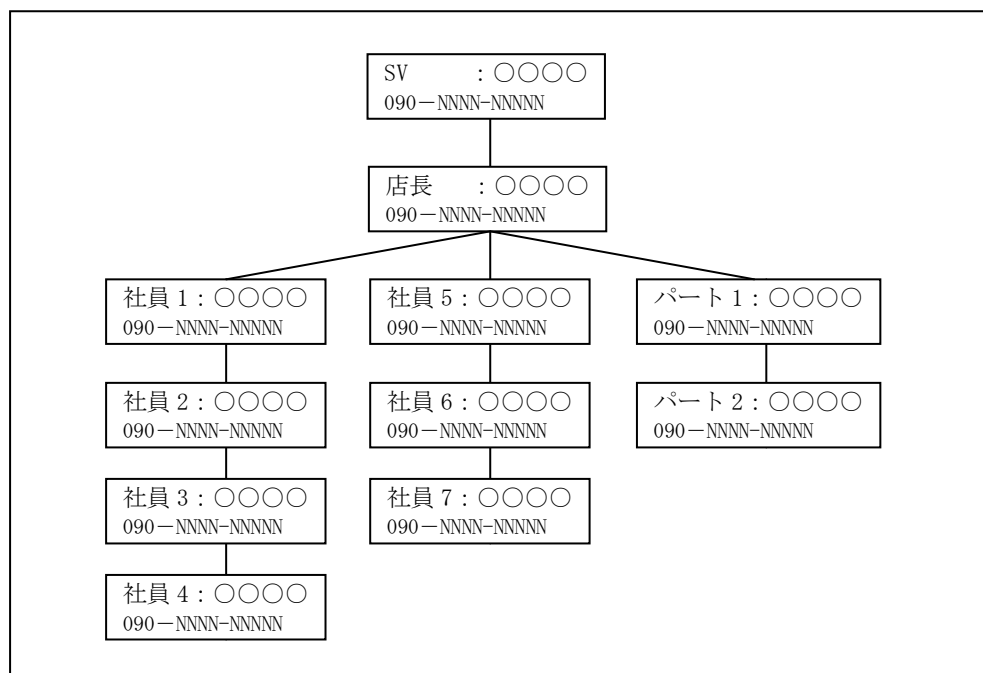 SV　　　：○○○○
090－NNNN-NNNNN
店長　　：○○○○
090－NNNN-NNNNN
社員 1：○○○○
090－NNNN-NNNNN
社員 5：○○○○
090－NNNN-NNNNN
パート 1：○○○○
090－NNNN-NNNNN
社員 2：○○○○
090－NNNN-NNNNN
社員 6：○○○○
090－NNNN-NNNNN
パート 2：○○○○
090－NNNN-NNNNN
社員 3：○○○○
090－NNNN-NNNNN
社員 7：○○○○
090－NNNN-NNNNN
社員 4：○○○○
090－NNNN-NNNNN